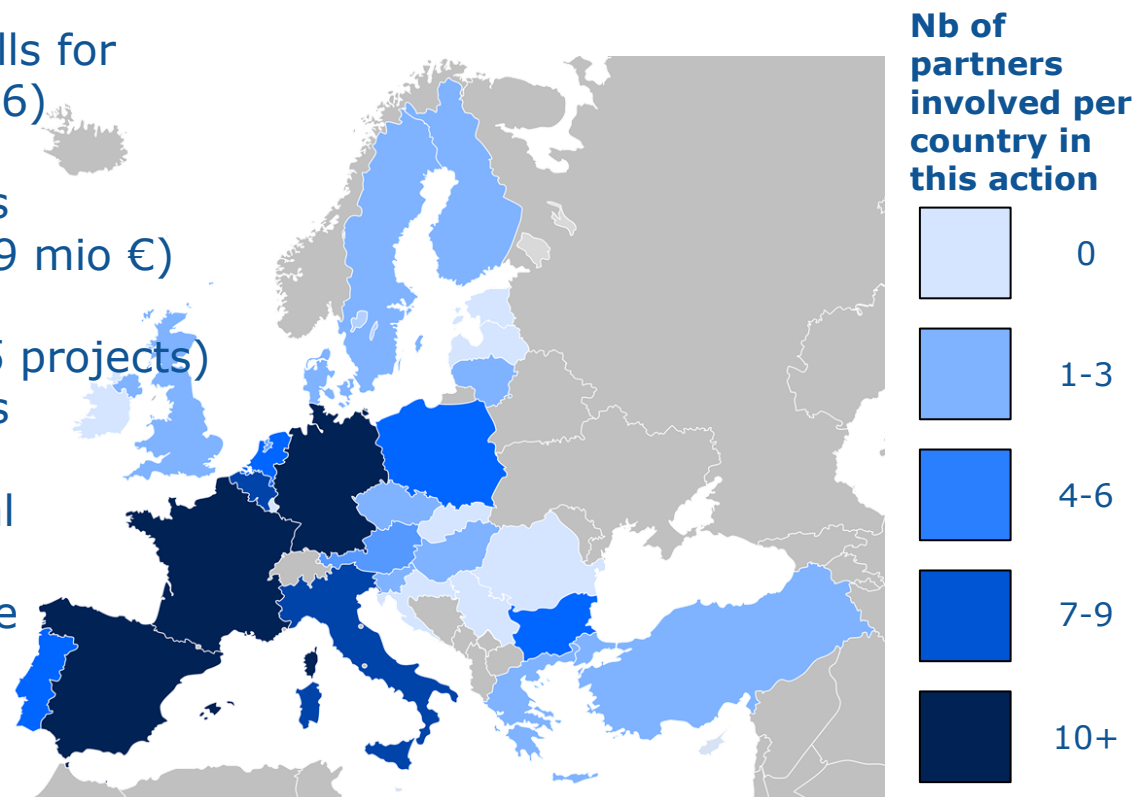 lls for
6)
s
9 mio €)
5 projects)
s
al
e
Nb of
partners
involved per
country in
this action
0
1-3
4-6
7-9
10+